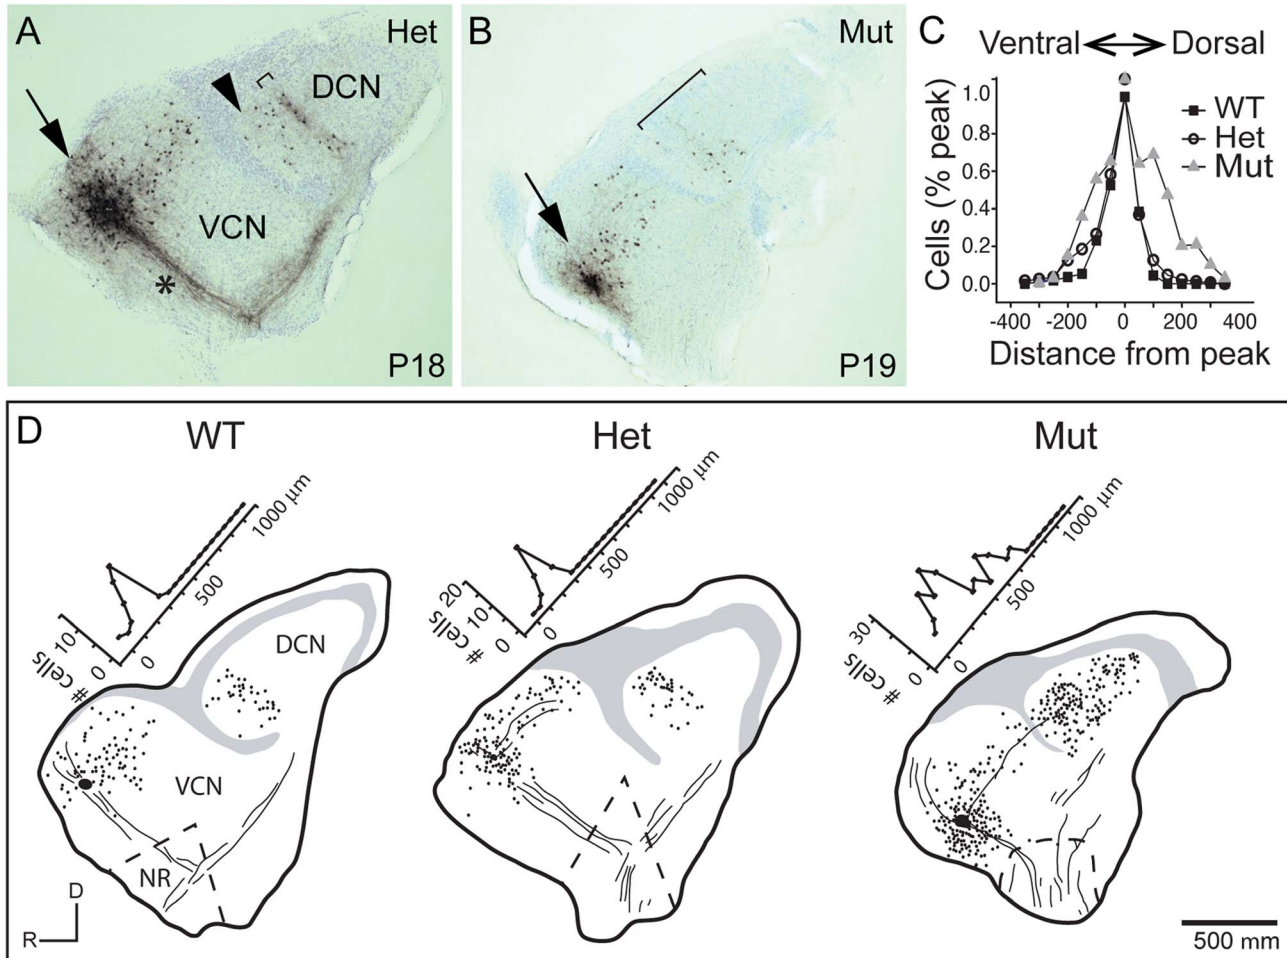 A
Het
DCN
VCN
*
P18
B
Mut
P19
C
Ventral Dorsal
Cells (% peak)
1.0
0.8
0.6
0.4
0.2
0.0
-400 -200 0 200 400
Distance from peak
WT
Het
Mut
D
WT
1000 μm
500
0
10
0
# cells
DCN
VCN
NR
D
R
Het
1000 μm
500
0
20
10
0
# cells
Mut
1000 μm
500
0
30
0
# cells
500 mm